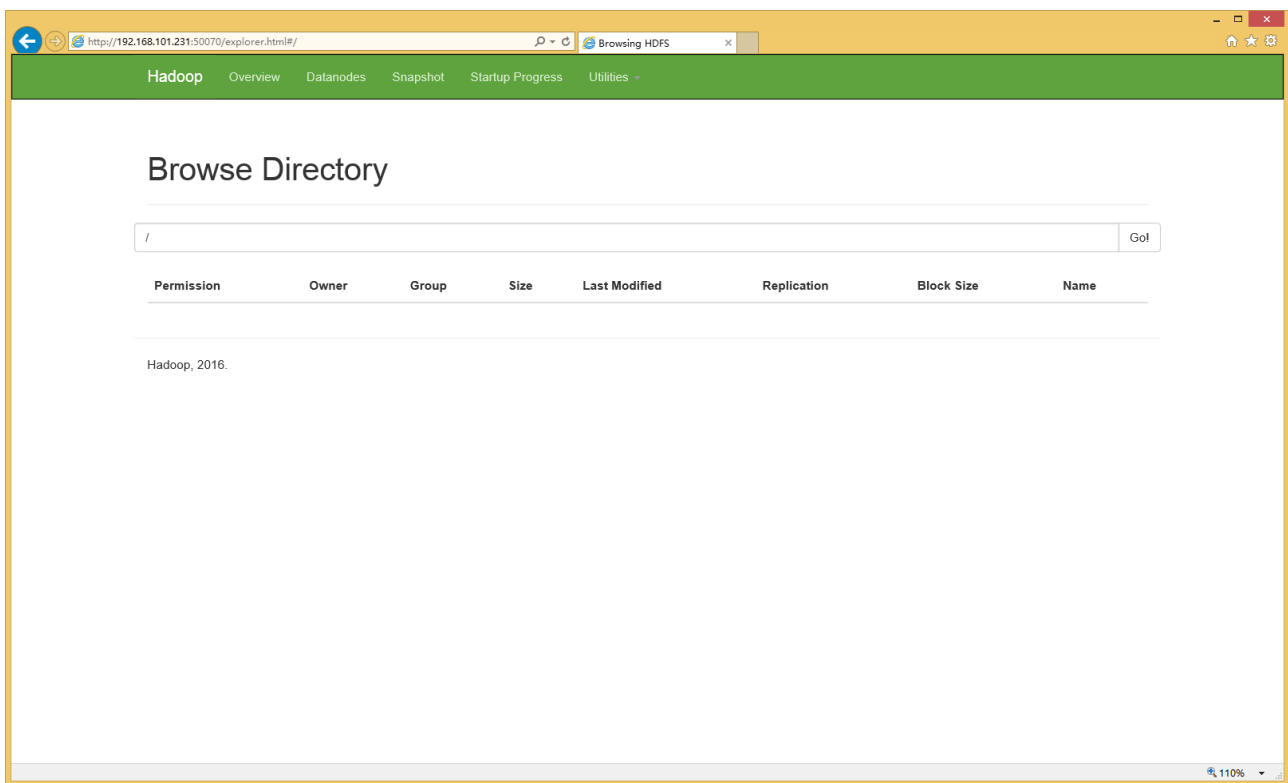 http://192.168.101.231:50070/explorer.html#/
Browsing HDFS
Hadoop Overview Datanodes Snapshot Startup Progress Utilities
Browse Directory
/ Go!
Permission Owner Group Size Last Modified Replication Block Size Name
Hadoop, 2016.
110%